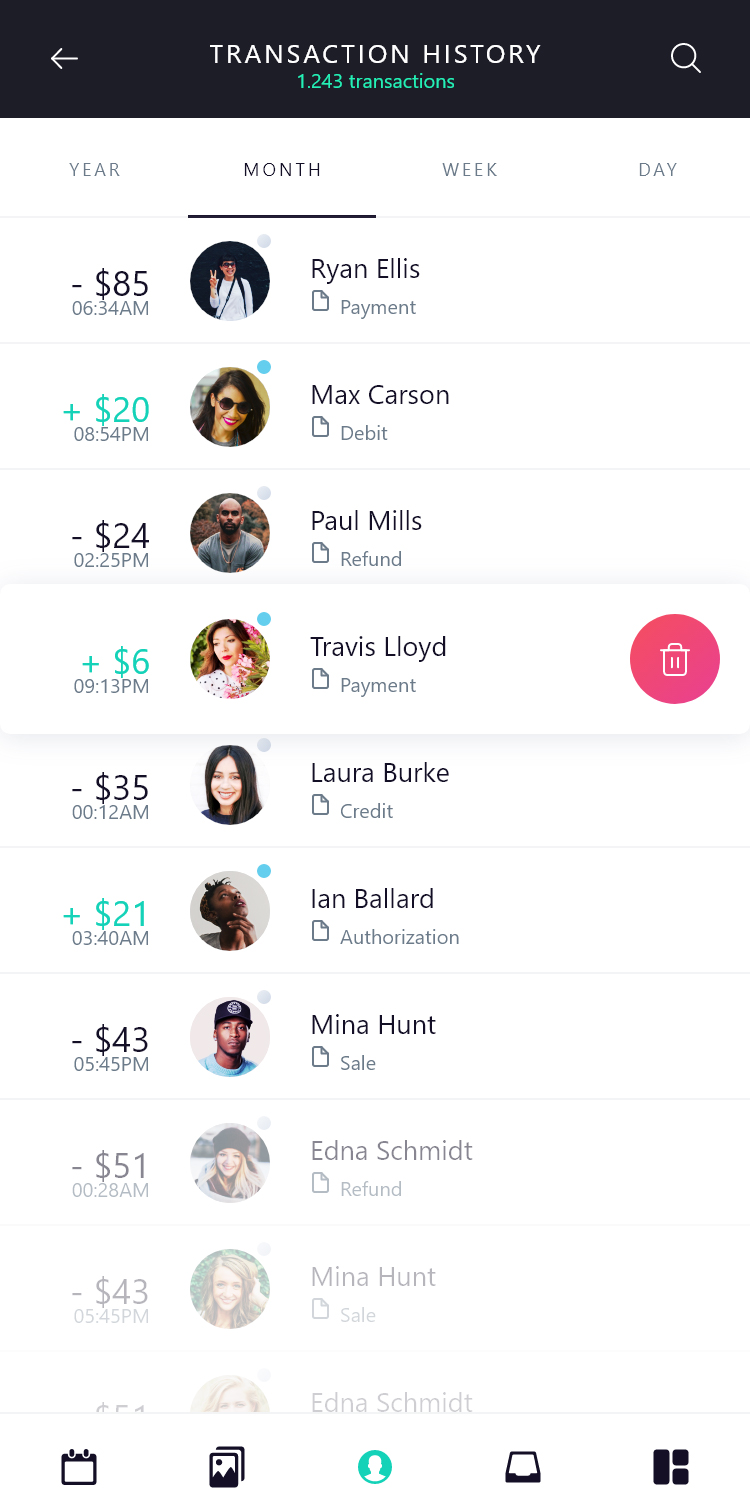 TRANSACTION HISTORY
1.243 transactions
YEAR MONTH WEEK DAY
- $85 Ryan Ellis
06:34AM Payment
+ $20 Max Carson
08:54PM Debit
- $24 Paul Mills
02:25PM Refund
+ $6 Travis Lloyd
09:13PM Payment
- $35 Laura Burke
00:12AM Credit
+ $21 Ian Ballard
03:40AM Authorization
- $43 Mina Hunt
05:45PM Sale
- $51 Edna Schmidt
00:28AM Refund
- $43 Mina Hunt
05:45PM Sale
- $51 Edna Schmidt